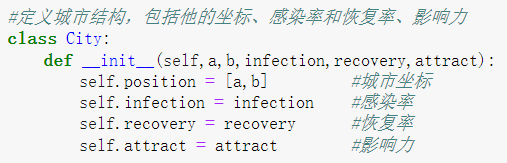 #定义城市结构，包括他的坐标、感染率和恢复率、影响力
class City:
    def __init__(self,a,b,infection,recovery,attract):
        self.position = [a,b]        #城市坐标
        self.infection = infection   #感染率
        self.recovery = recovery     #恢复率
        self.attract = attract       #影响力